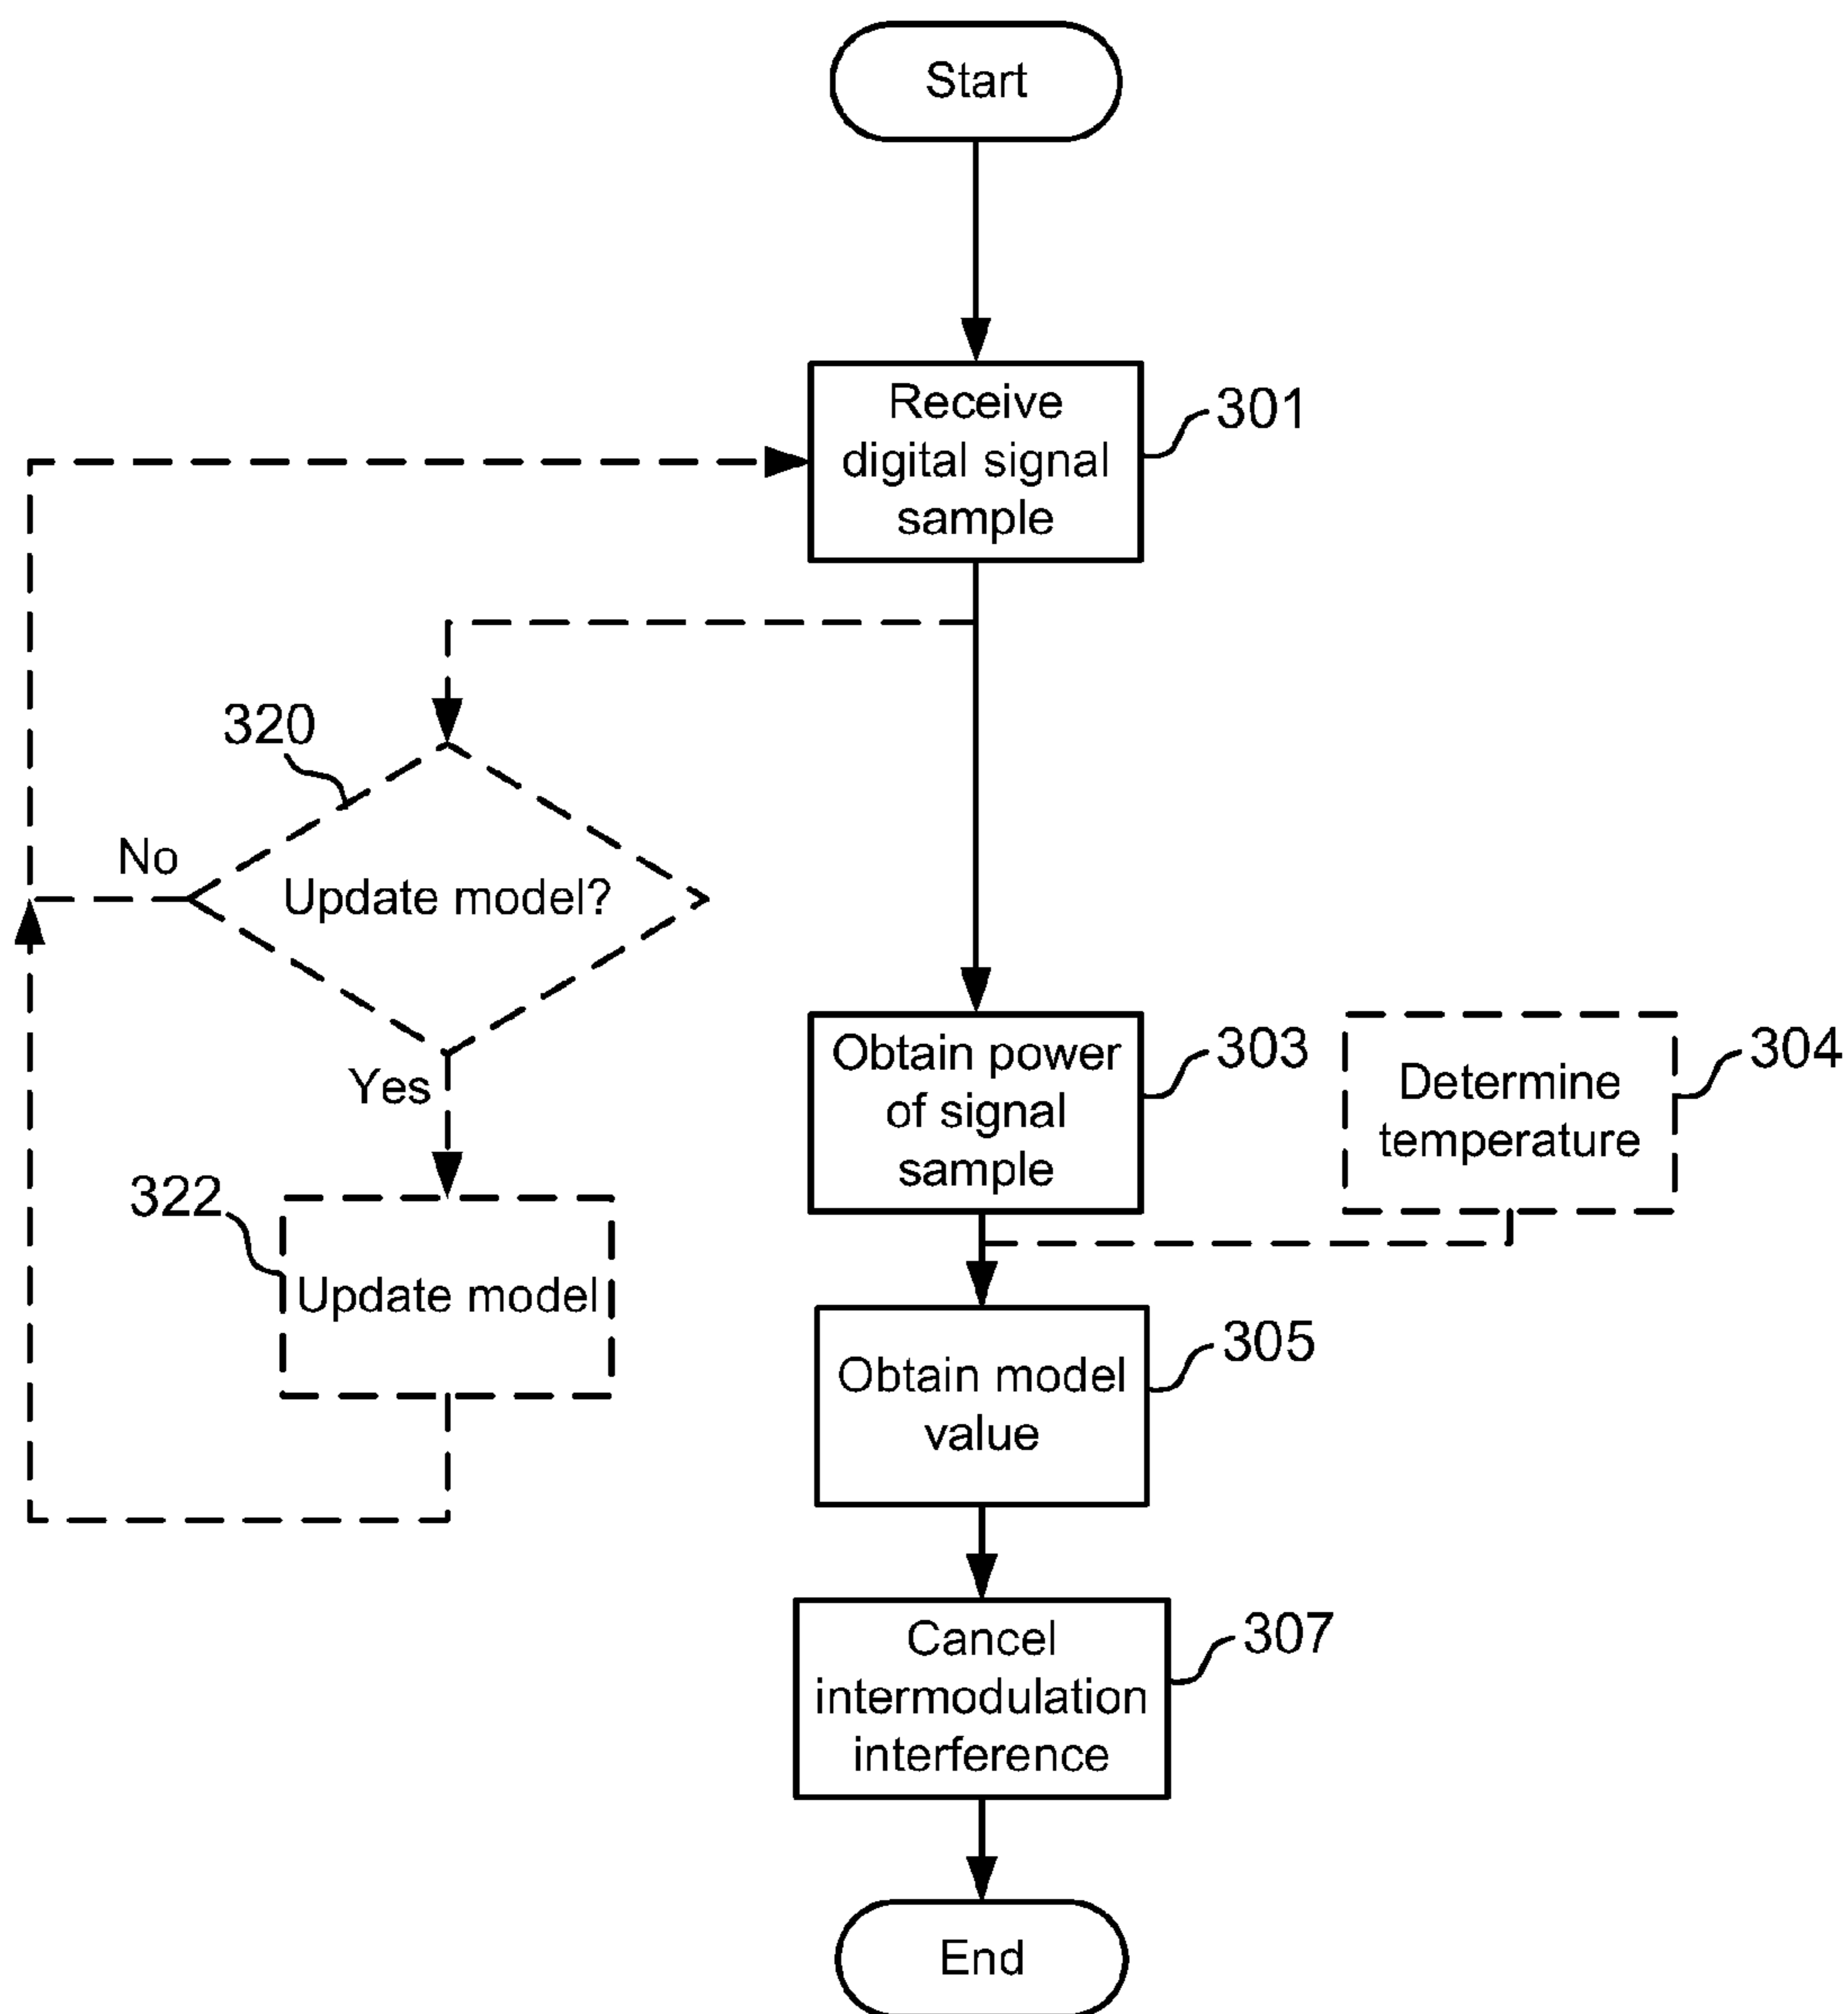 Start
Receive
digital signal
sample
301
320
No
Update model?
Yes
322
Update model
Obtain power
of signal
sample
303
Determine
temperature
304
Obtain model
value
305
Cancel
intermodulation
interference
307
End